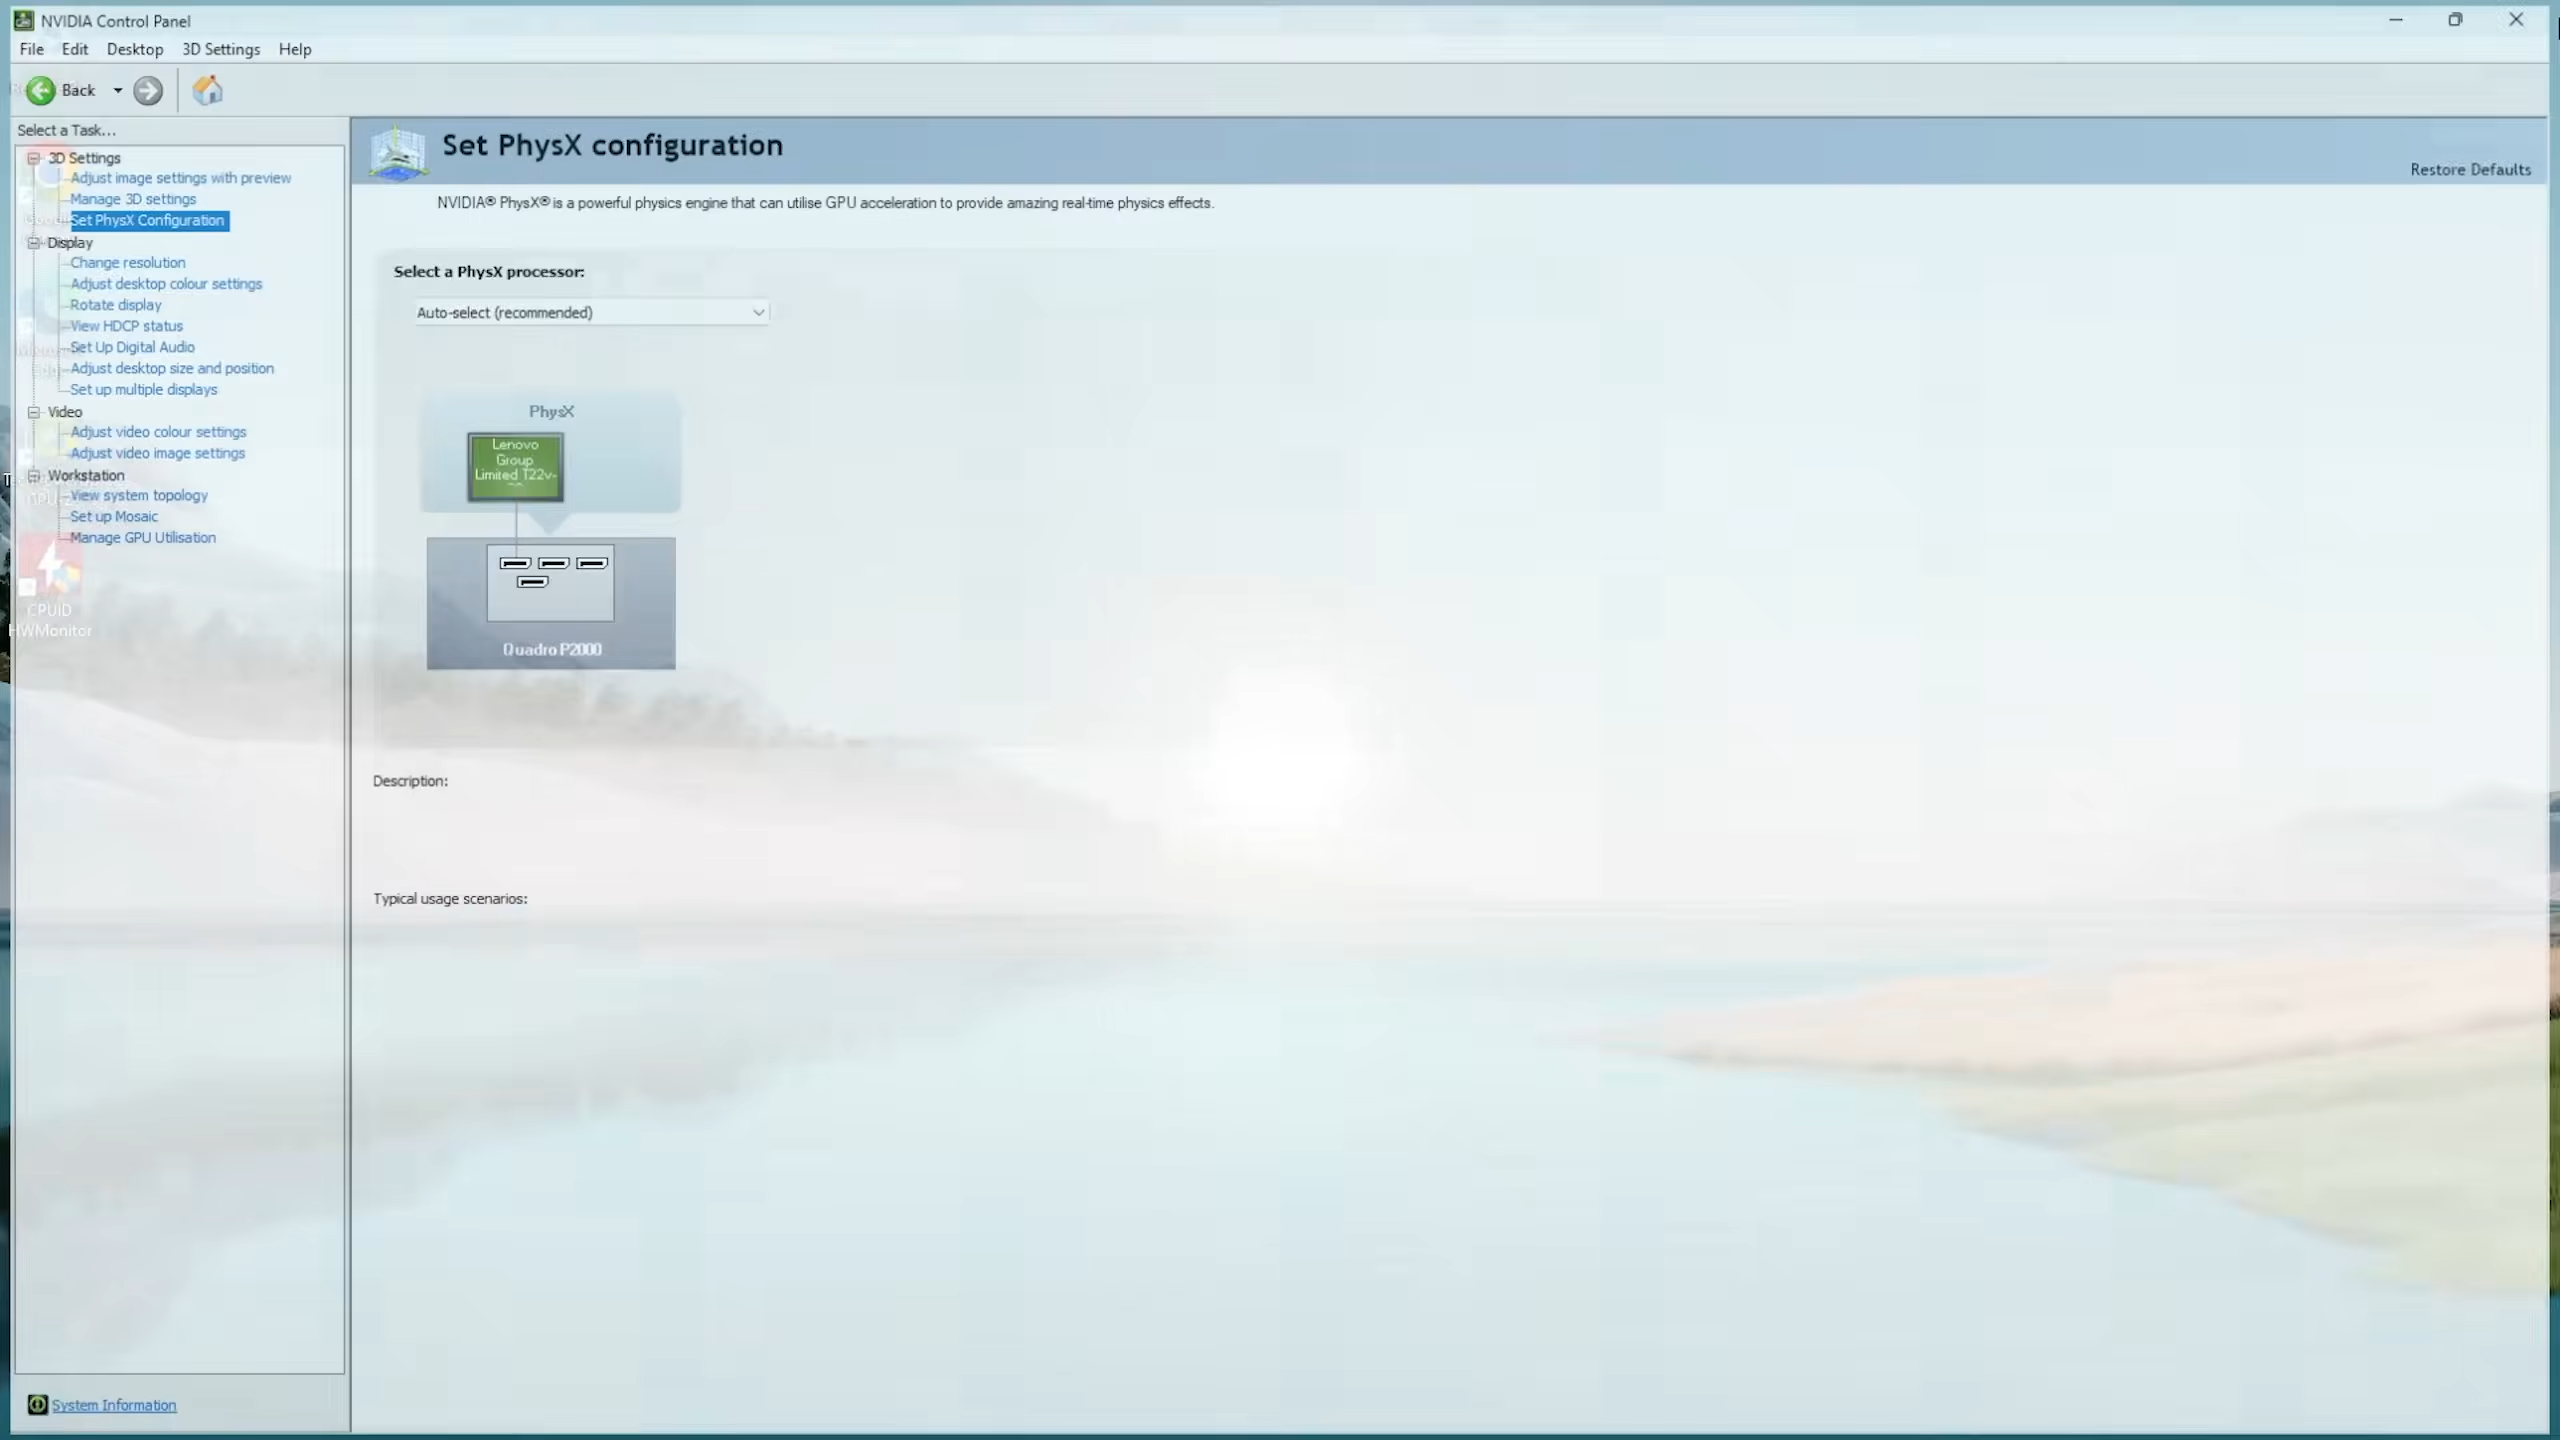 NVIDIA Control Panel
File Edit Desktop 3D Settings Help
Back
Select a Task...
3D Settings
Adjust image settings with preview
Manage 3D settings
Set PhysX Configuration
Display
Change resolution
Adjust desktop colour settings
Rotate display
View HDCP status
Set Up Digital Audio
Adjust desktop size and position
Set up multiple displays
Video
Adjust video colour settings
Adjust video image settings
Workstation
View system topology
Set up Mosaic
Manage GPU Utilisation
CPUID
HWMonitor
System Information
Set PhysX configuration
Restore Defaults
NVIDIA® PhysX® is a powerful physics engine that can utilise GPU acceleration to provide amazing real-time physics effects.
Select a PhysX processor:
Auto-select (recommended)
PhysX
Lenovo
Group
Limited T22v-
Quadro P2000
Description:
Typical usage scenarios: